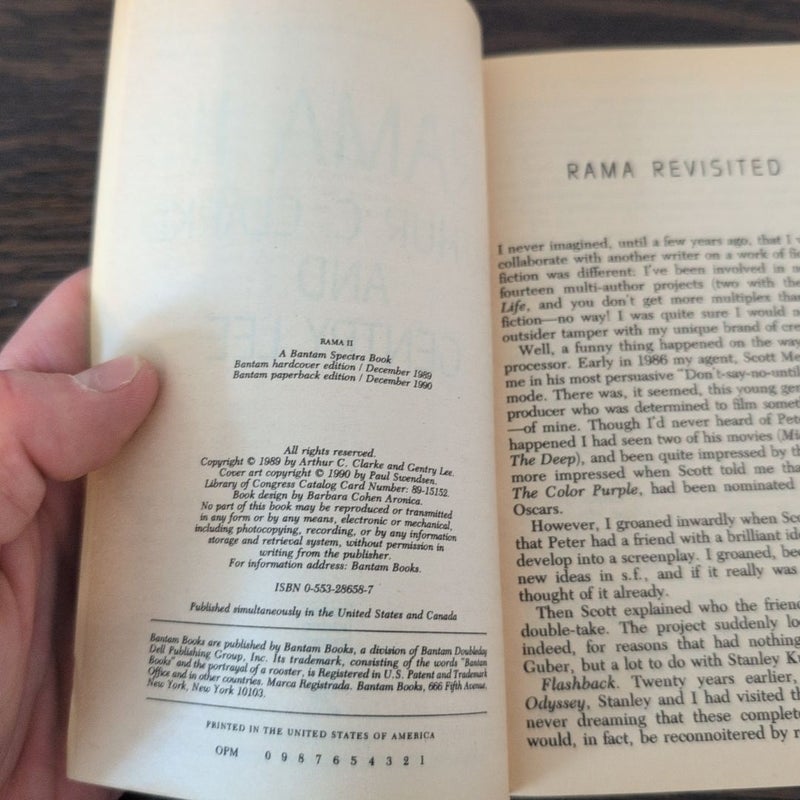 RAMA II
A Bantam Spectra Book
Bantam hardcover edition / December 1989
Bantam paperback edition / December 1990
All rights reserved.
Copyright © 1989 by Arthur C. Clarke and Gentry Lee.
Cover art copyright © 1990 by Paul Swendsen.
Library of Congress Catalog Card Number: 89-15152.
Book design by Barbara Cohen Aronica.
No part of this book may be reproduced or transmitted
in any form or by any means, electronic or mechanical,
including photocopying, recording, or by any information
storage and retrieval system, without permission in
writing from the publisher.
For information address: Bantam Books.
ISBN 0-553-28658-7
Published simultaneously in the United States and Canada
Bantam Books are published by Bantam Books, a division of Bantam Doubleday
Dell Publishing Group, Inc. Its trademark, consisting of the words "Bantam
Books" and the portrayal of a rooster, is Registered in U.S. Patent and Trademark
Office and in other countries. Marca Registrada. Bantam Books, 666 Fifth Avenue,
New York, New York 10103.
PRINTED IN THE UNITED STATES OF AMERICA
OPM 0 9 8 7 6 5 4 3 2 1
RAMA REVISITED
I never imagined, until a few years ago, that I
collaborate with another writer on a work of
fiction was different: I've been involved in
fourteen multi-author projects (two with
Life, and you don't get more multiplex
fiction—no way! I was quite sure I would
outsider tamper with my unique brand of
Well, a funny thing happened on the way
processor. Early in 1986 my agent, Scott
me in his most persuasive "Don't-say-no-until
mode. There was, it seemed, this young
producer who was determined to film
—of mine. Though I'd never heard of
happened I had seen two of his movies
The Deep), and been quite impressed by
more impressed when Scott told me
The Color Purple, had been nominated
Oscars.
However, I groaned inwardly when
that Peter had a friend with a brilliant
develop into a screenplay. I groaned,
new ideas in s.f., and if it really was
thought of it already.
Then Scott explained who the
double-take. The project suddenly
indeed, for reasons that had
Guber, but a lot to do with Stanley
Flashback. Twenty years earlier,
Odyssey, Stanley and I had visited
never dreaming that these
would, in fact, be reconnoitered by